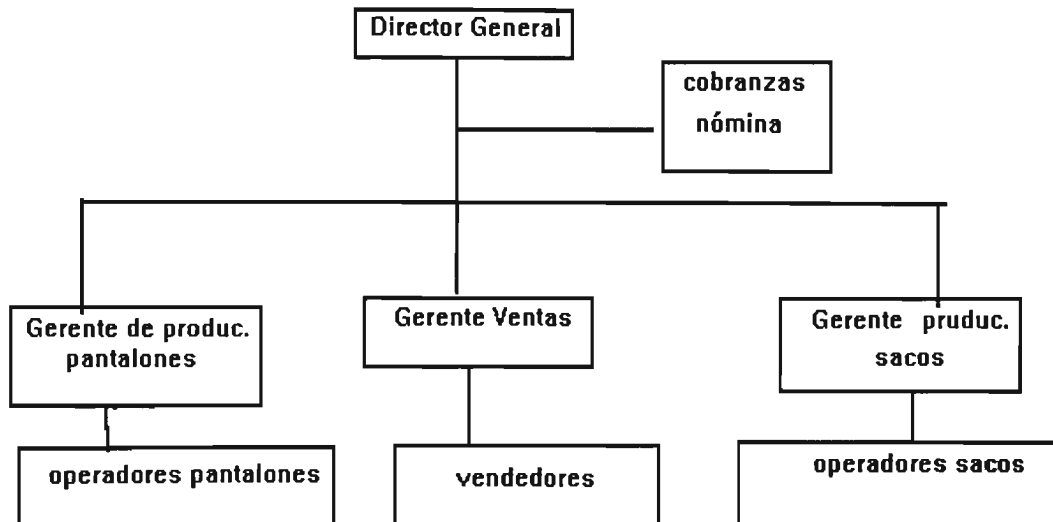 Director General
cobranzas
nómina
Gerente de produc.
pantalones
Gerente Ventas
Gerente pruduc.
sacos
operadores pantalones
vendedores
operadores sacos